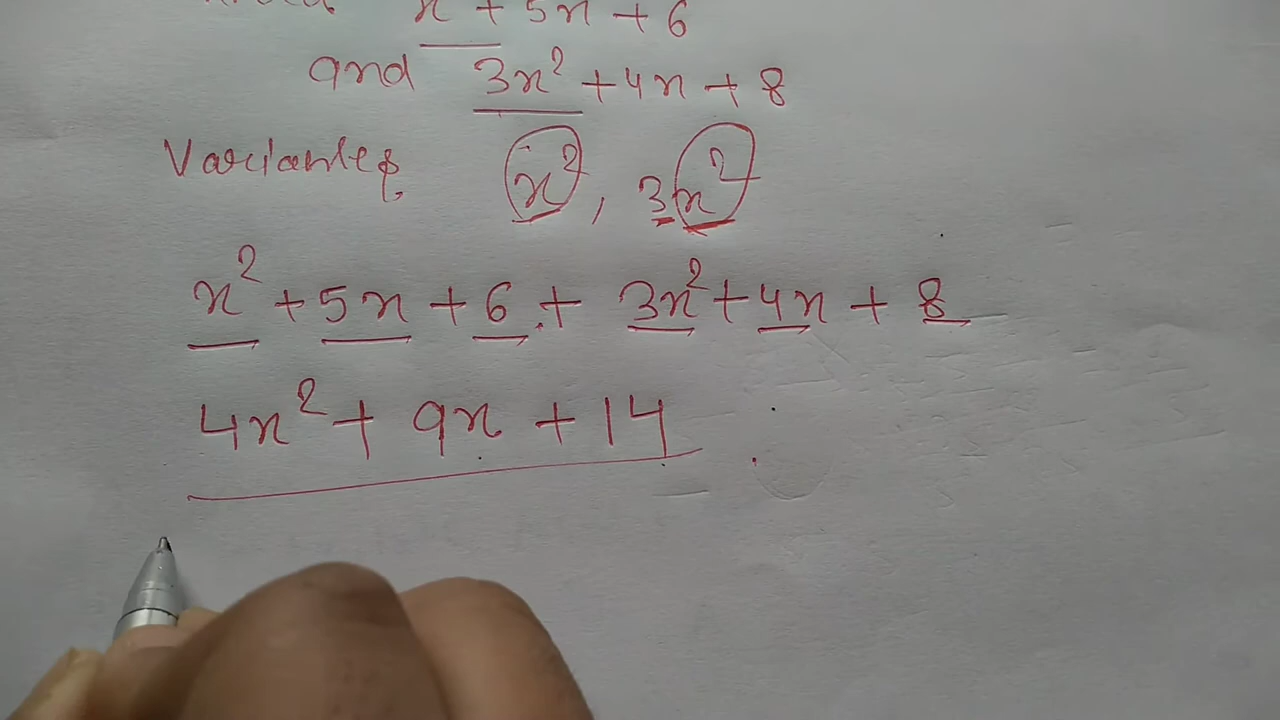 x + 5x + 6
and 3x² + 4x + 8
Variables x², 3x²
x² + 5x + 6 + 3x² + 4x + 8
4x² + 9x + 14